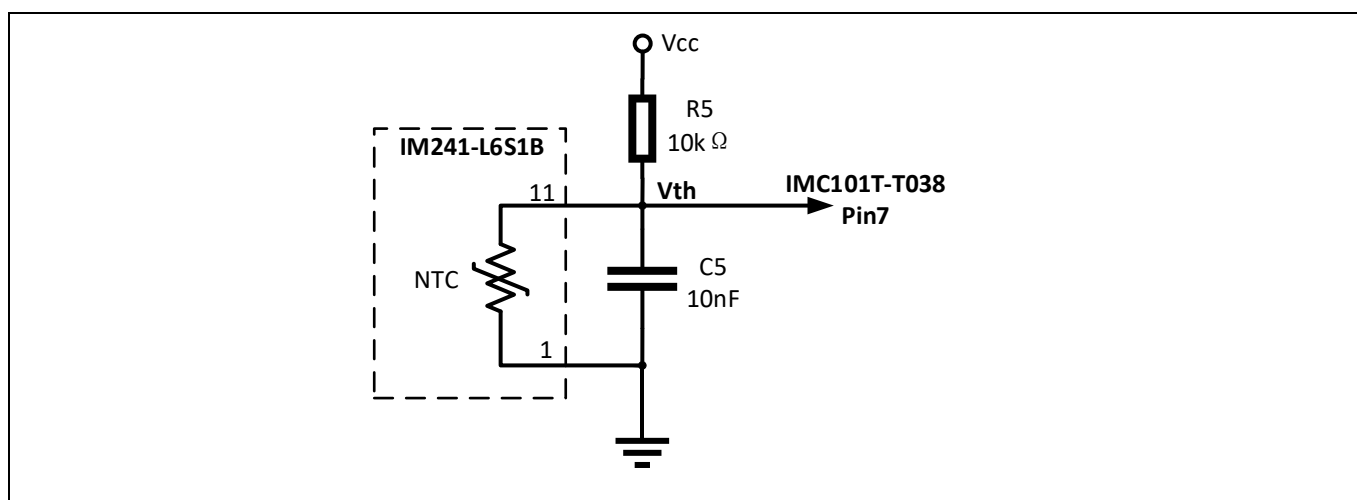 Vcc
R5
10k Ω
IM241-L6S1B
11
Vth
IMC101T-T038
Pin7
NTC
C5
10nF
1